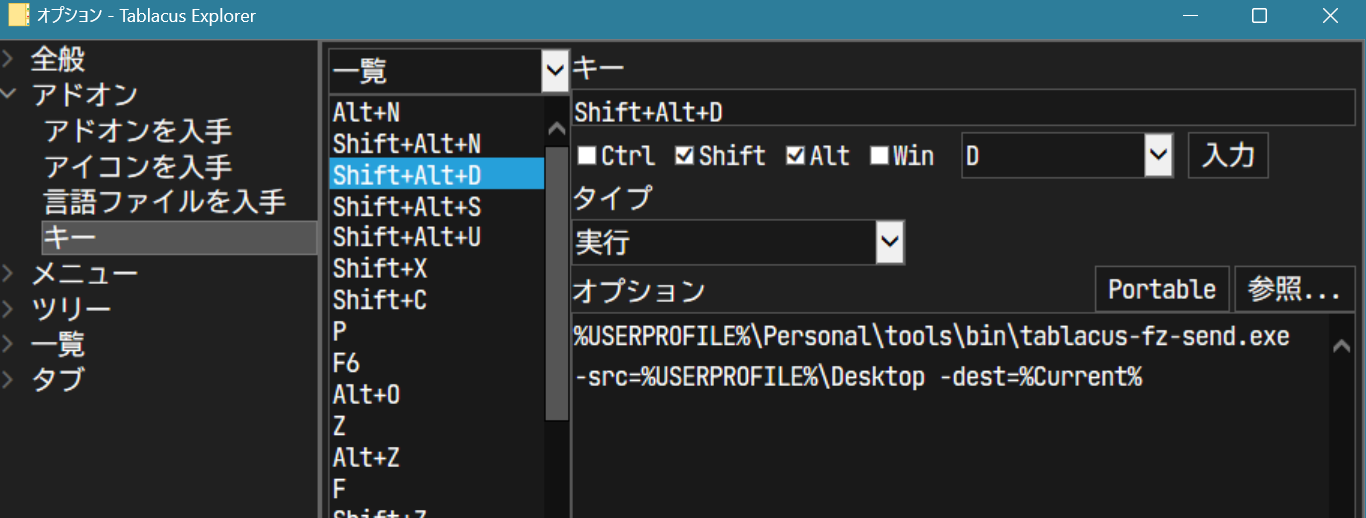 オプション - Tablacus Explorer
全般
アドオン
アドオンを入手
アイコンを入手
言語ファイルを入手
キー
メニュー
ツリー
一覧
タブ
一覧
Alt+N
Shift+Alt+N
Shift+Alt+D
Shift+Alt+S
Shift+Alt+U
Shift+X
Shift+C
P
F6
Alt+O
Z
Alt+Z
F
Shift+Z
キー
Shift+Alt+D
Ctrl Shift Alt Win D 入力
タイプ
実行
オプション Portable 参照...
%USERPROFILE%\Personal\tools\bin\tablacus-fz-send.exe
-src=%USERPROFILE%\Desktop -dest=%Current%